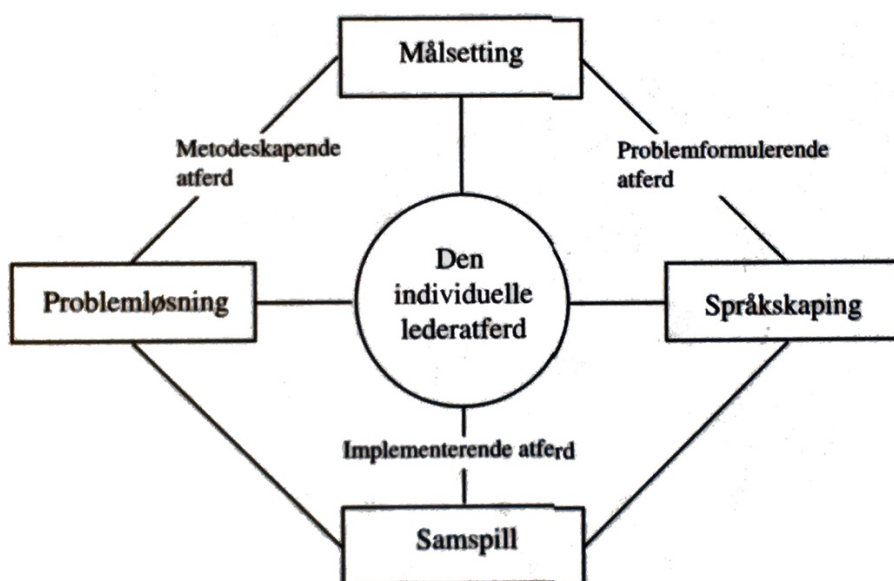 Målsetting
Metodeskapende
atferd
Problemformulerende
atferd
Den
individuelle
lederatferd
Problemløsning
Språkskaping
Implementerende atferd
Samspill